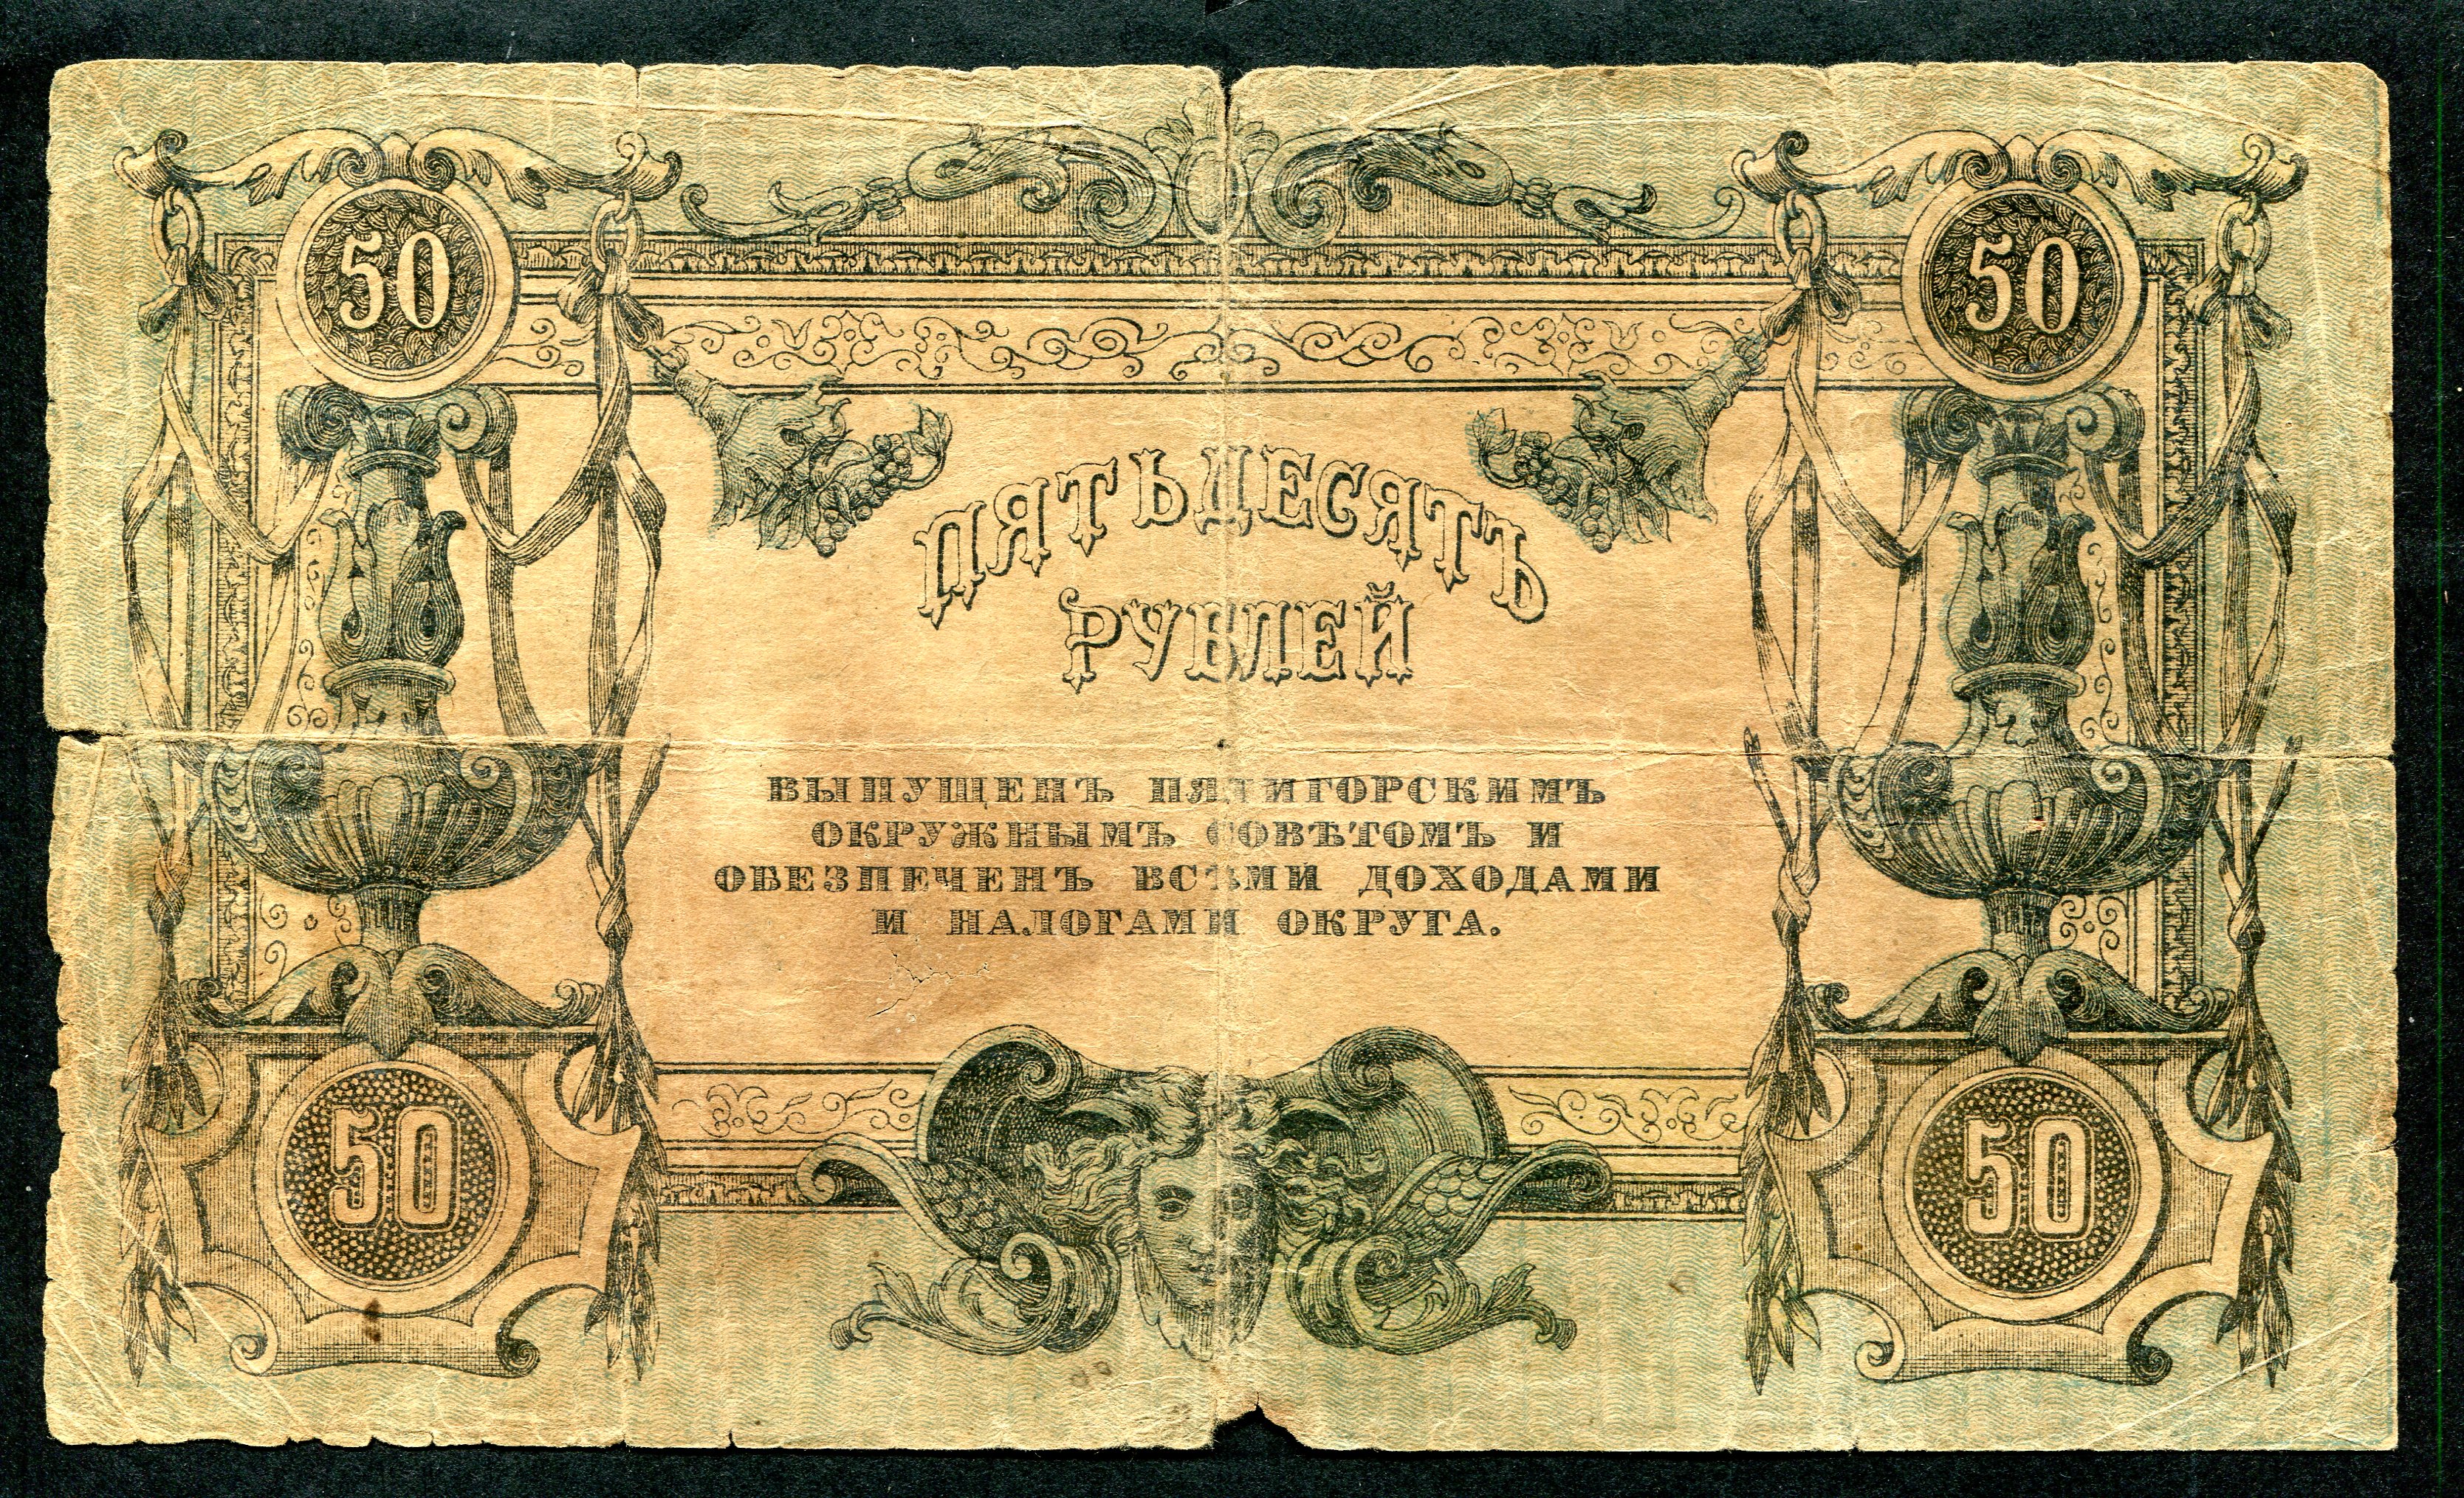 50 50
ПЯТЬДЕСЯТЪ
РУБЛЕЙ
ВЫПУЩЕНЪ ПЯТИГОРСКИМЪ
ОКРУЖНЫМЪ СОВѢТОМЪ И
ОБЕЗПЕЧЕНЪ ВСѢМИ ДОХОДАМИ
И НАЛОГАМИ ОКРУГА.
50 50